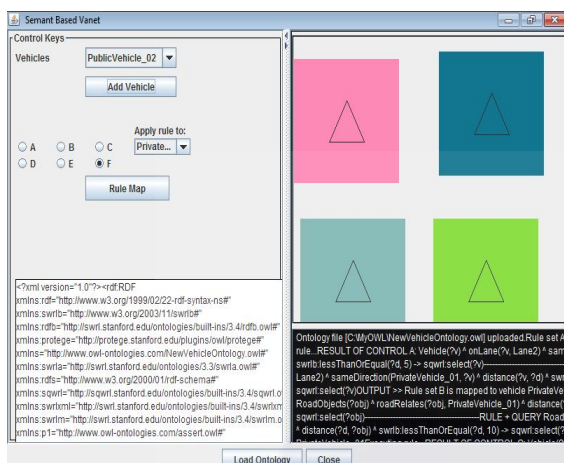 Semant Based Vanet
Control Keys
Vehicles
PublicVehicle_02
Add Vehicle
Apply rule to:
A B C
Private...
D E F
Rule Map
<?xml version="1.0"?><rdf:RDF
xmlns:rdf="http://www.w3.org/1999/02/22-rdf-syntax-ns#"
xmlns:swrlb="http://www.w3.org/2003/11/swrlb#"
xmlns:rdfb="http://swrl.stanford.edu/ontologies/built-ins/3.4/rdfb.owl#"
xmlns:protege="http://protege.stanford.edu/plugins/owl/protege#"
xmlns="http://www.owl-ontologies.com/NewVehicleOntology.owl#"
xmlns:swrla="http://swrl.stanford.edu/ontologies/3.3/swrla.owl#"
xmlns:rdfs="http://www.w3.org/2000/01/rdf-schema#"
xmlns:sqwrl="http://sqwrl.stanford.edu/ontologies/built-ins/3.4/sqwrl.o
xmlns:swrlxml="http://swrl.stanford.edu/ontologies/built-ins/3.4/swrlxm
xmlns:swrlm="http://swrl.stanford.edu/ontologies/built-ins/3.4/swrlm.o
xmlns:p1="http://www.owl-ontologies.com/assert.owl#"
Ontology file [C:\MyOWL\NewVehicleOntology.owl] uploaded.Rule set A
rule...RESULT OF CONTROL A: Vehicle(?v) ^ onLane(?v, Lane2) ^ sam
swrlb:lessThanOrEqual(?d, 5) -> sqwrl:select(?v)
Lane2) ^ sameDirection(PrivateVehicle_01, ?v) ^ distance(?v, ?d) ^ swr
sqwrl:select(?v)OUTPUT >> Rule set B is mapped to vehicle PrivateVe
RoadObjects(?obj) ^ roadRelates(?obj, PrivateVehicle_01) ^ distance(
sqwrl:select(?obj)-----------------------------RULE + QUERY Road
^ distance(?d, ?obj) ^ swrlb:lessThanOrEqual(?d, 10) -> sqwrl:select(?
Load Ontology Close